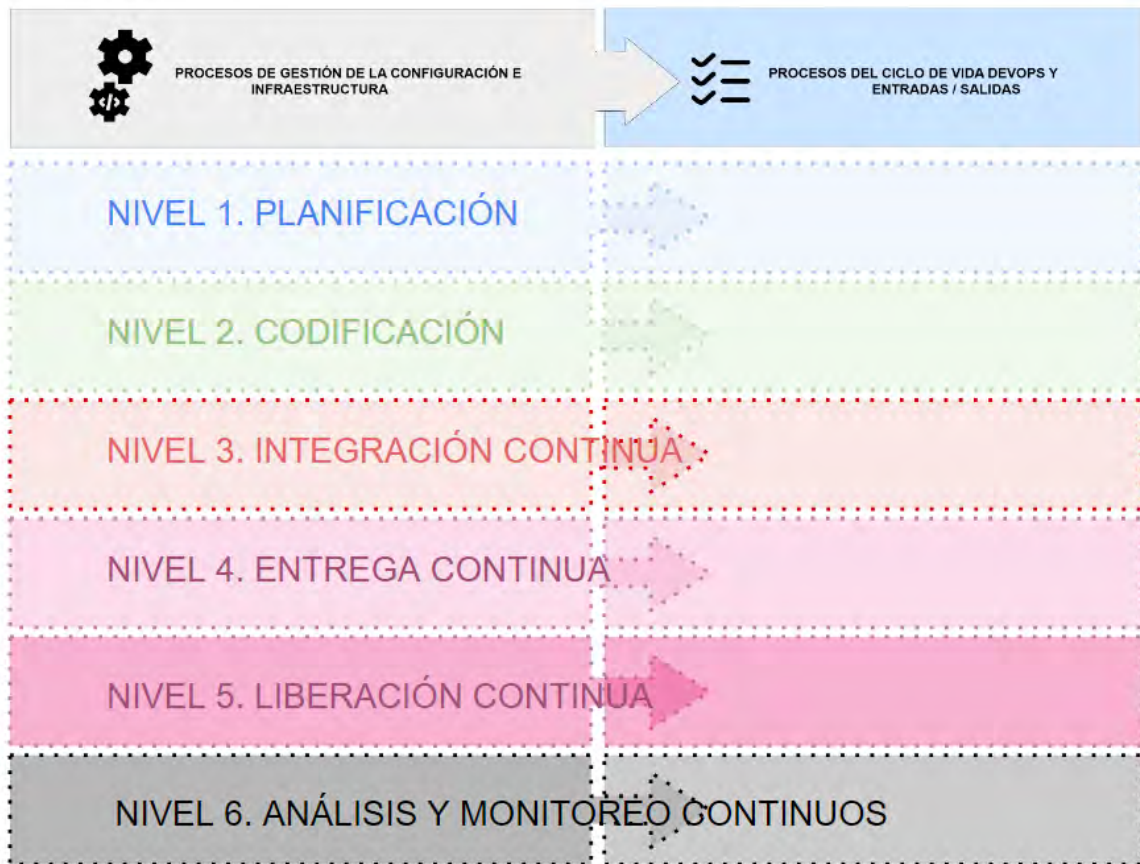 PROCESOS DE GESTIÓN DE LA CONFIGURACIÓN E
INFRAESTRUCTURA
PROCESOS DEL CICLO DE VIDA DEVOPS Y
ENTRADAS / SALIDAS
NIVEL 1. PLANIFICACIÓN
NIVEL 2. CODIFICACIÓN
NIVEL 3. INTEGRACIÓN CONTINUA
NIVEL 4. ENTREGA CONTINUA
NIVEL 5. LIBERACIÓN CONTINUA
NIVEL 6. ANÁLISIS Y MONITOREO CONTINUOS